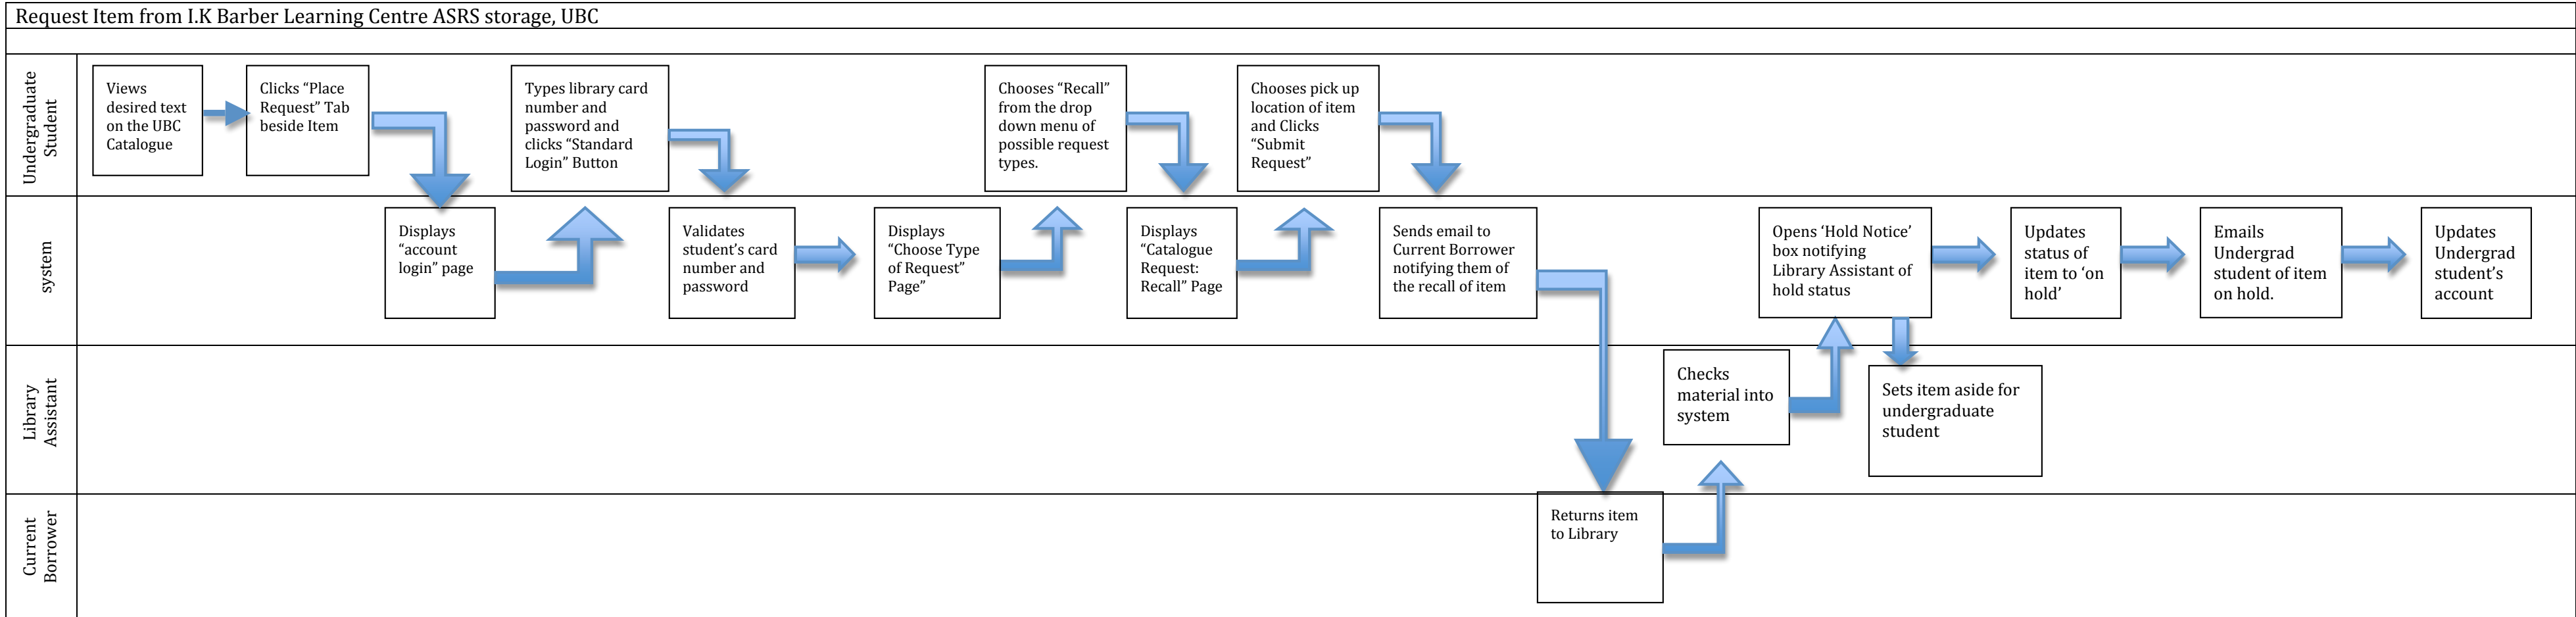 Request Item from I.K Barber Learning Centre ASRS storage, UBC
Undergraduate
Student
Views
desired text
on the UBC
Catalogue
Clicks “Place
Request” Tab
beside Item
Types library card
number and
password and
clicks “Standard
Login” Button
Chooses “Recall”
from the drop
down menu of
possible request
types.
Chooses pick up
location of item
and Clicks
“Submit
Request”
system
Displays
“account
login” page
Validates
student’s card
number and
password
Displays
“Choose Type
of Request”
Page”
Displays
“Catalogue
Request:
Recall” Page
Sends email to
Current Borrower
notifying them of
the recall of item
Opens ‘Hold Notice’
box notifying
Library Assistant of
hold status
Updates
status of
item to ‘on
hold’
Emails
Undergrad
student of item
on hold.
Updates
Undergrad
student’s
account
Library
Assistant
Checks
material into
system
Sets item aside for
undergraduate
student
Current
Borrower
Returns item
to Library